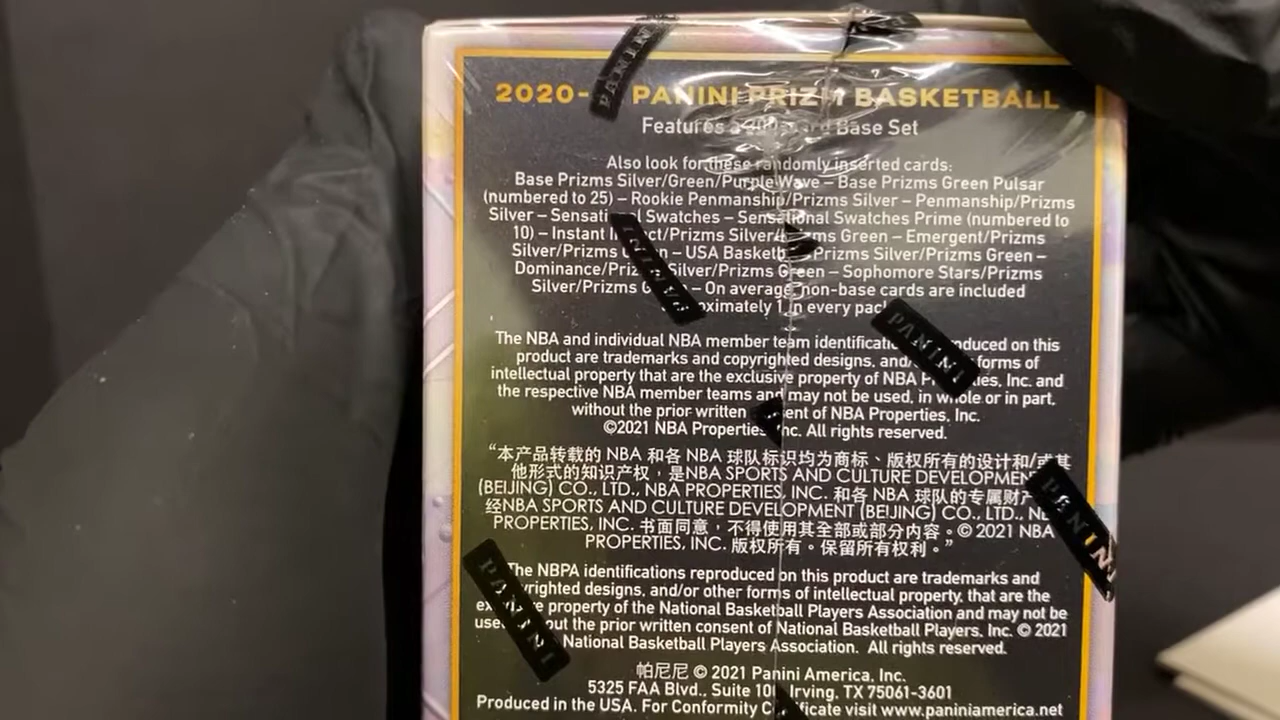 2020- PANINI PRIZM BASKETBALL
Features a Base Set
Also look for these randomly inserted cards:
Base Prizms Silver/Green/Purple Wave – Base Prizms Green Pulsar
(numbered to 25) – Rookie Penmanship/Prizms Silver – Penmanship/Prizms
Silver – Sensational Swatches – Sensational Swatches Prime (numbered to
10) – Instant Impact/Prizms Silver/Prizms Green – Emergent/Prizms
Silver/Prizms Green – USA Basketball Silver/Prizms Green –
Dominance/Prizms Silver/Prizms Green – Sophomore Stars/Prizms
Silver/Prizms Green – On average, non-base cards are included
approximately 1 in every pack
The NBA and individual NBA member team identifications reproduced on this
product are trademarks and copyrighted designs, and/or forms of
intellectual property that are the exclusive property of NBA Properties, Inc. and
the respective NBA member teams and may not be used, in whole or in part,
without the prior written consent of NBA Properties, Inc.
©2021 NBA Properties, Inc. All rights reserved.
“本产品转载的 NBA 和各 NBA 球队标识均为商标、版权所有的设计和/或其
他形式的知识产权，是NBA SPORTS AND CULTURE DEVELOPMENT
(BEIJING) CO., LTD., NBA PROPERTIES, INC. 和各 NBA 球队的专属财产
经NBA SPORTS AND CULTURE DEVELOPMENT (BEIJING) CO., LTD., NBA
PROPERTIES, INC. 书面同意，不得使用其全部或部分内容。© 2021 NBA
PROPERTIES, INC. 版权所有。保留所有权利。”
The NBPA identifications reproduced on this product are trademarks and
copyrighted designs, and/or other forms of intellectual property, that are the
exclusive property of the National Basketball Players Association and may not be
used without the prior written consent of National Basketball Players, Inc. © 2021
National Basketball Players Association. All rights reserved.
帕尼尼 © 2021 Panini America, Inc.
5325 FAA Blvd., Suite 100, Irving, TX 75061-3601
Produced in the USA. For Conformity Certificate visit www.paniniamerica.net
PANINI
PANINI
PANINI
PANINI
PANINI